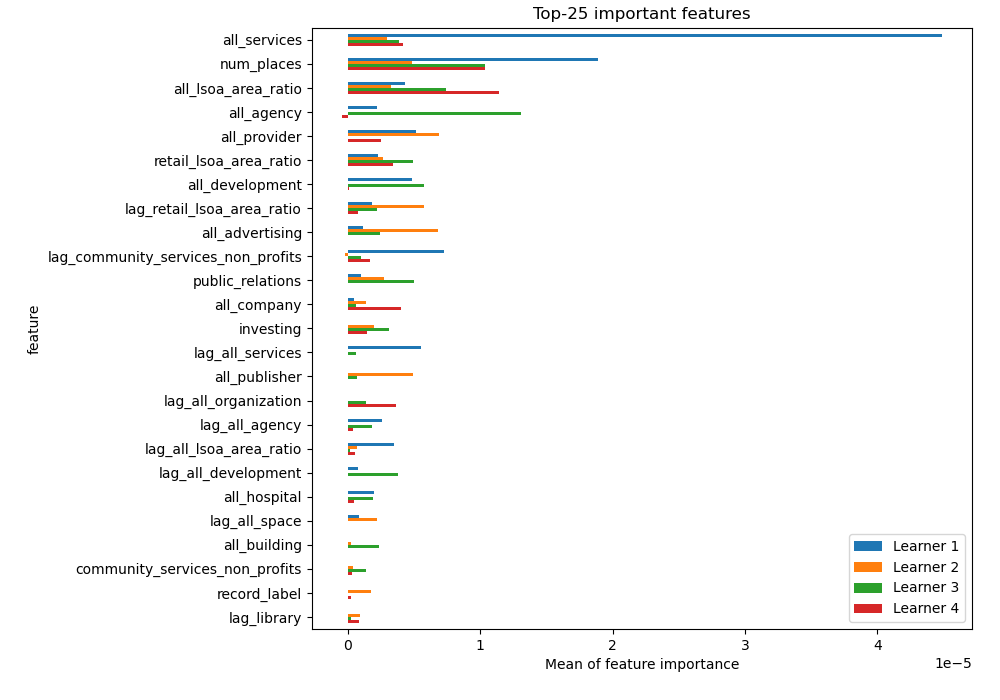 Top-25 important features
all_services
num_places
all_lsoa_area_ratio
all_agency
all_provider
retail_lsoa_area_ratio
all_development
lag_retail_lsoa_area_ratio
all_advertising
lag_community_services_non_profits
public_relations
all_company
investing
lag_all_services
all_publisher
lag_all_organization
lag_all_agency
lag_all_lsoa_area_ratio
lag_all_development
all_hospital
lag_all_space
all_building
community_services_non_profits
record_label
lag_library
feature
Learner 1
Learner 2
Learner 3
Learner 4
0 1 2 3 4
1e−5
Mean of feature importance